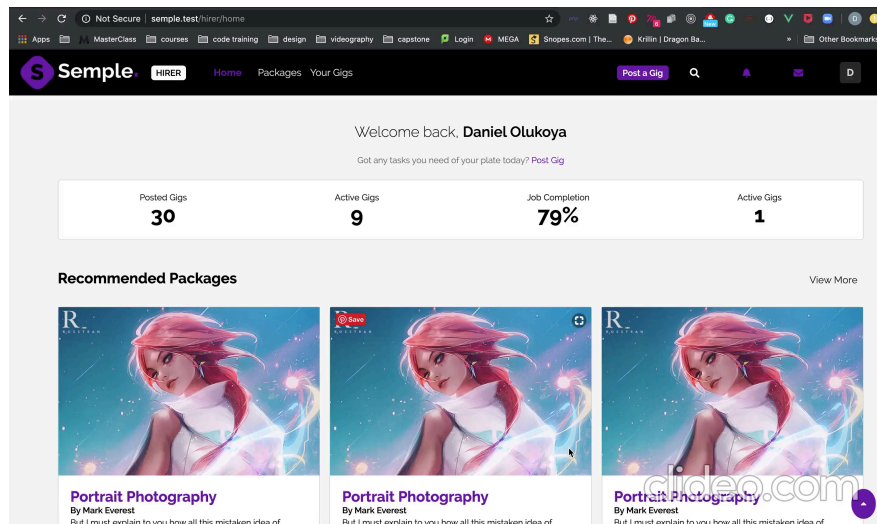 Not Secure | semple.test/hirer/home
Apps MasterClass courses code training design videography capstone Login MEGA Snopes.com | The... Krillin | Dragon Ba... » Other Bookmarks
S Semple. HIRER Home Packages Your Gigs Post a Gig D
Welcome back, Daniel Olukoya
Got any tasks you need of your plate today? Post Gig
Posted Gigs Active Gigs Job Completion Active Gigs
30 9 79% 1
Recommended Packages View More
R. R. R.
Save
Portrait Photography Portrait Photography Portrait Photography
By Mark Everest By Mark Everest By Mark Everest
But I must explain to you how all this mistaken idea of But I must explain to you how all this mistaken idea of But I must explain to you how all this mistaken idea of
clideo.com